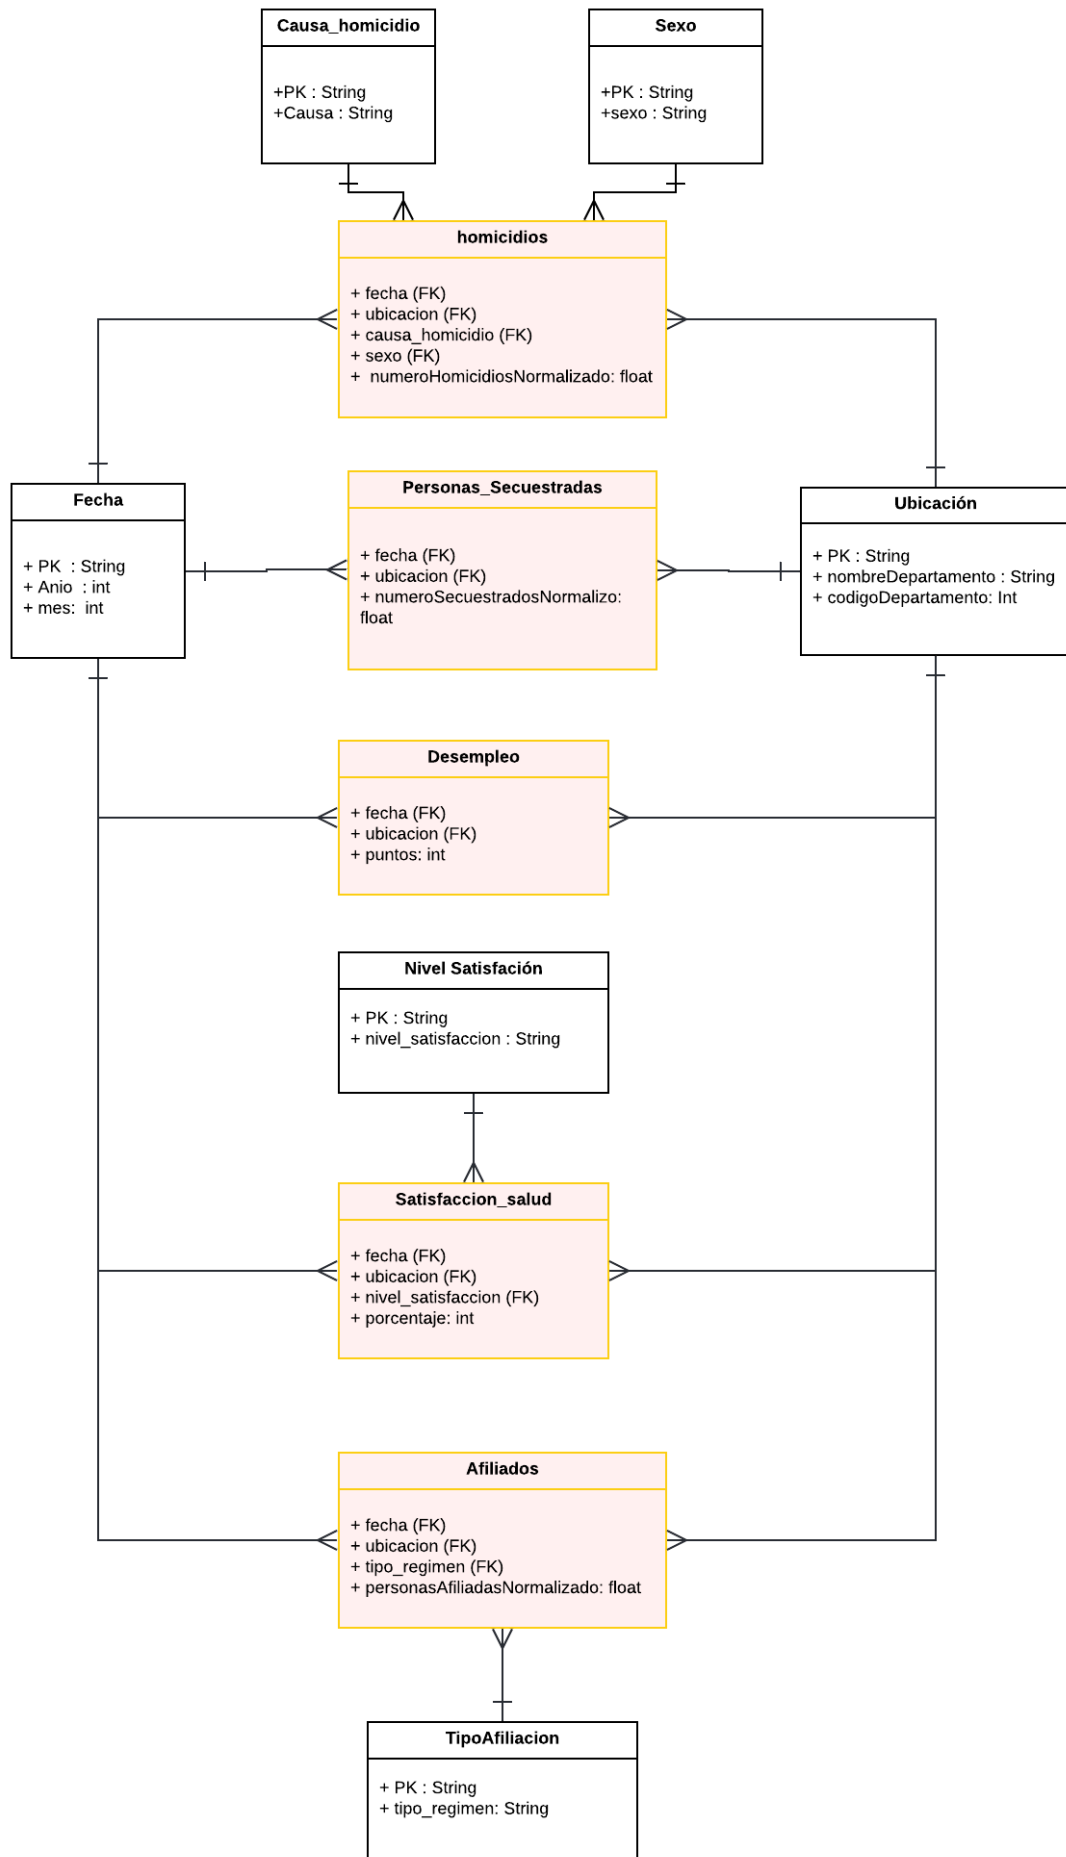 Causa_homicidio
+PK : String
+Causa : String
Sexo
+PK : String
+sexo : String
homicidios
+ fecha (FK)
+ ubicacion (FK)
+ causa_homicidio (FK)
+ sexo (FK)
+  numeroHomicidiosNormalizado: float
Fecha
+ PK  : String
+ Anio  : int
+ mes:  int
Personas_Secuestradas
+ fecha (FK)
+ ubicacion (FK)
+ numeroSecuestradosNormalizo:
float
Ubicación
+ PK : String
+ nombreDepartamento : String
+ codigoDepartamento: Int
Desempleo
+ fecha (FK)
+ ubicacion (FK)
+ puntos: int
Nivel Satisfación
+ PK : String
+ nivel_satisfaccion : String
Satisfaccion_salud
+ fecha (FK)
+ ubicacion (FK)
+ nivel_satisfaccion (FK)
+ porcentaje: int
Afiliados
+ fecha (FK)
+ ubicacion (FK)
+ tipo_regimen (FK)
+ personasAfiliadasNormalizado: float
TipoAfiliacion
+ PK : String
+ tipo_regimen: String